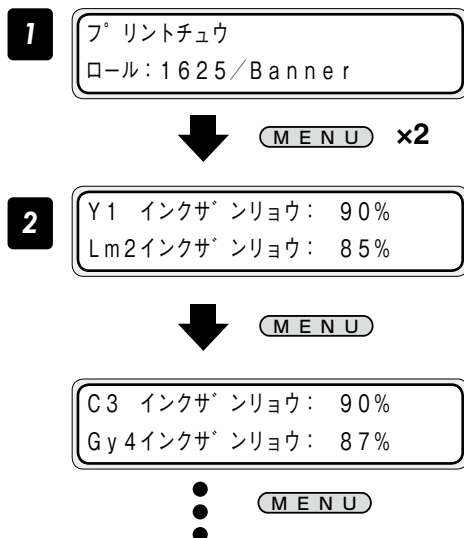 1
プリントチュウ
ロール：1625/Banner
MENU ×2
2
Y1 インクザンリョウ： 90%
Lm2インクザンリョウ： 85%
MENU
C3 インクザンリョウ： 90%
Gy4インクザンリョウ： 87%
MENU